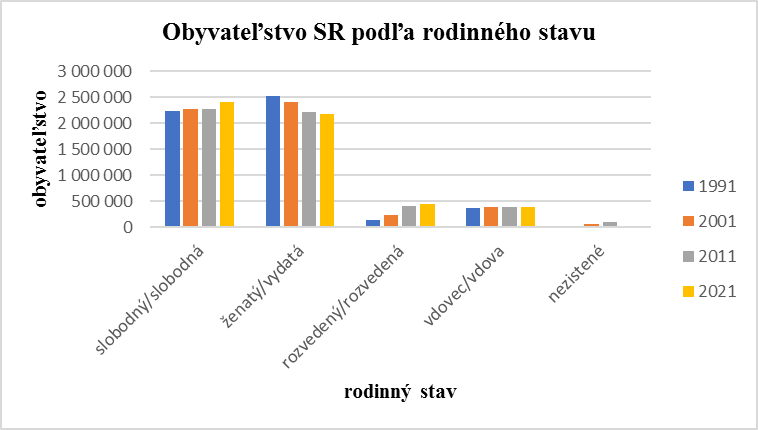 Obyvateľstvo SR podľa rodinného stavu
obyvateľstvo
3 000 000
2 500 000
2 000 000
1 500 000
1 000 000
500 000
0
slobodný/slobodná
ženatý/vydatá
rozvedený/rozvedená
vdovec/vdova
nezistené
rodinný stav
1991
2001
2011
2021